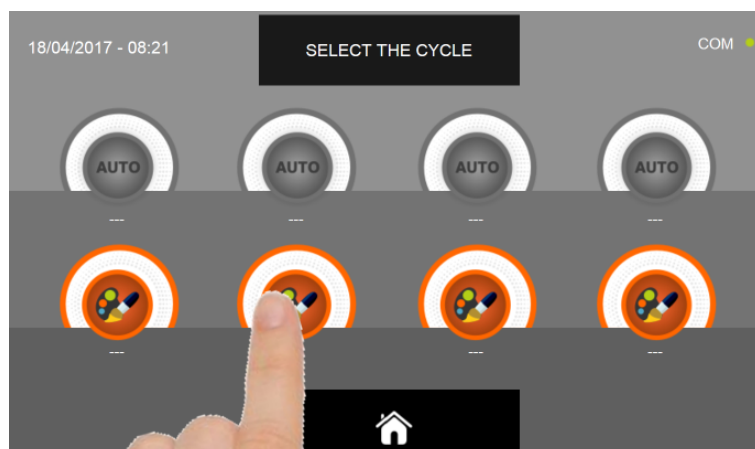 18/04/2017 - 08:21
SELECT THE CYCLE
COM
AUTO AUTO AUTO AUTO
--- --- --- ---
--- --- ---